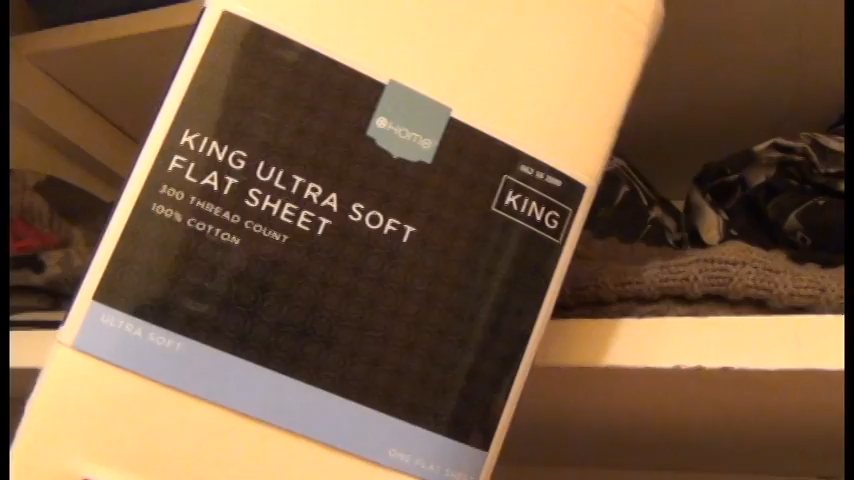 HOME
KING ULTRA SOFT
FLAT SHEET
300 THREAD COUNT
100% COTTON
KING
ULTRA SOFT
ONE FLAT SHEET